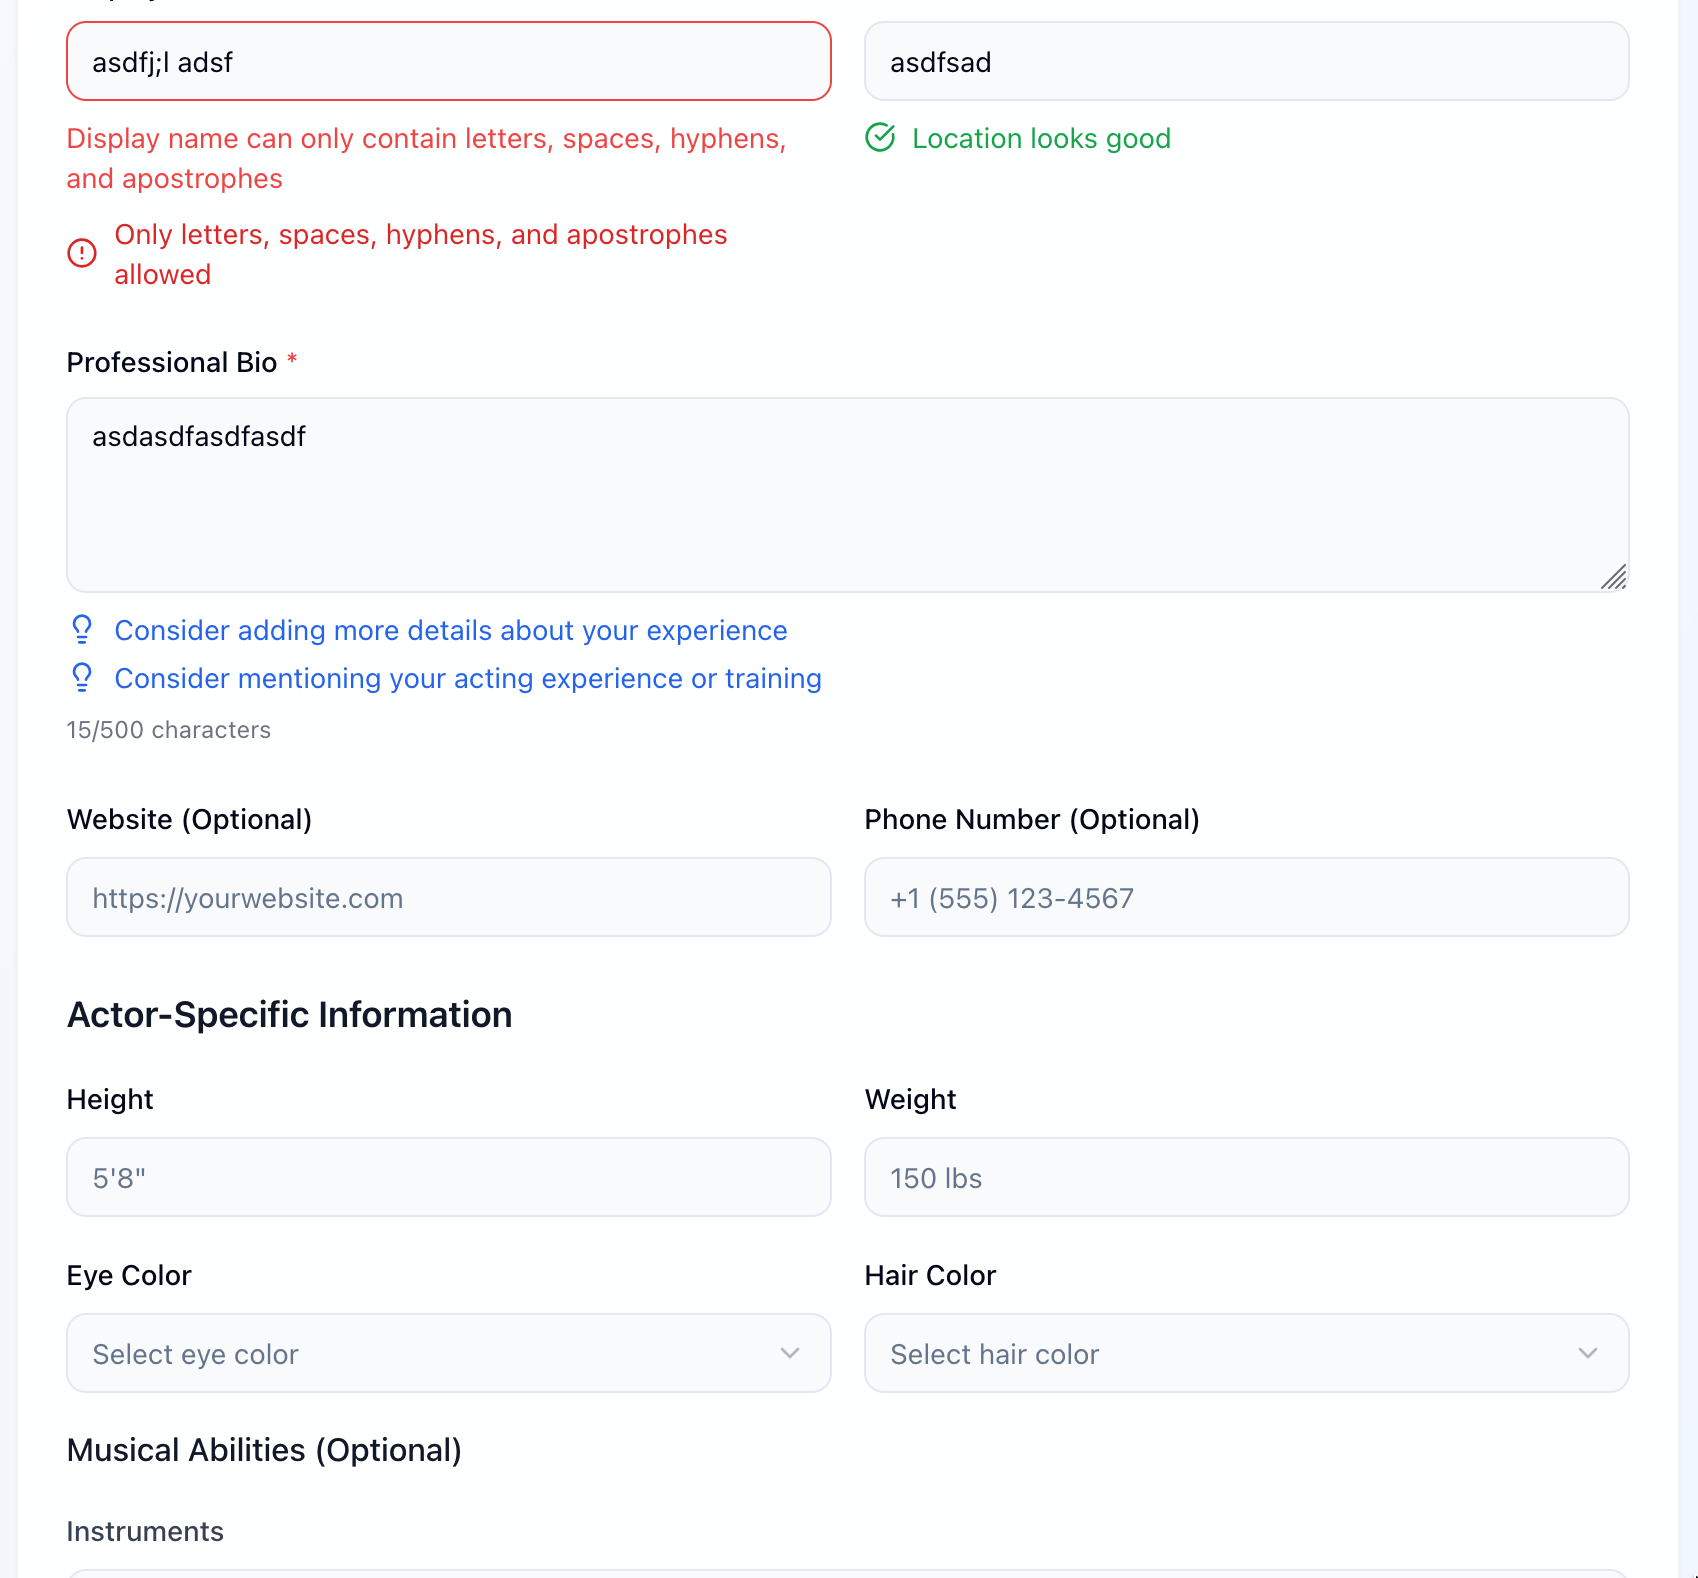 asdfj;l adsf
asdfsad
Display name can only contain letters, spaces, hyphens,
and apostrophes
Location looks good
Only letters, spaces, hyphens, and apostrophes
allowed
Professional Bio *
asdasdfasdfasdf
Consider adding more details about your experience
Consider mentioning your acting experience or training
15/500 characters
Website (Optional)
Phone Number (Optional)
https://yourwebsite.com
+1 (555) 123-4567
Actor-Specific Information
Height
Weight
5'8"
150 lbs
Eye Color
Hair Color
Select eye color
Select hair color
Musical Abilities (Optional)
Instruments